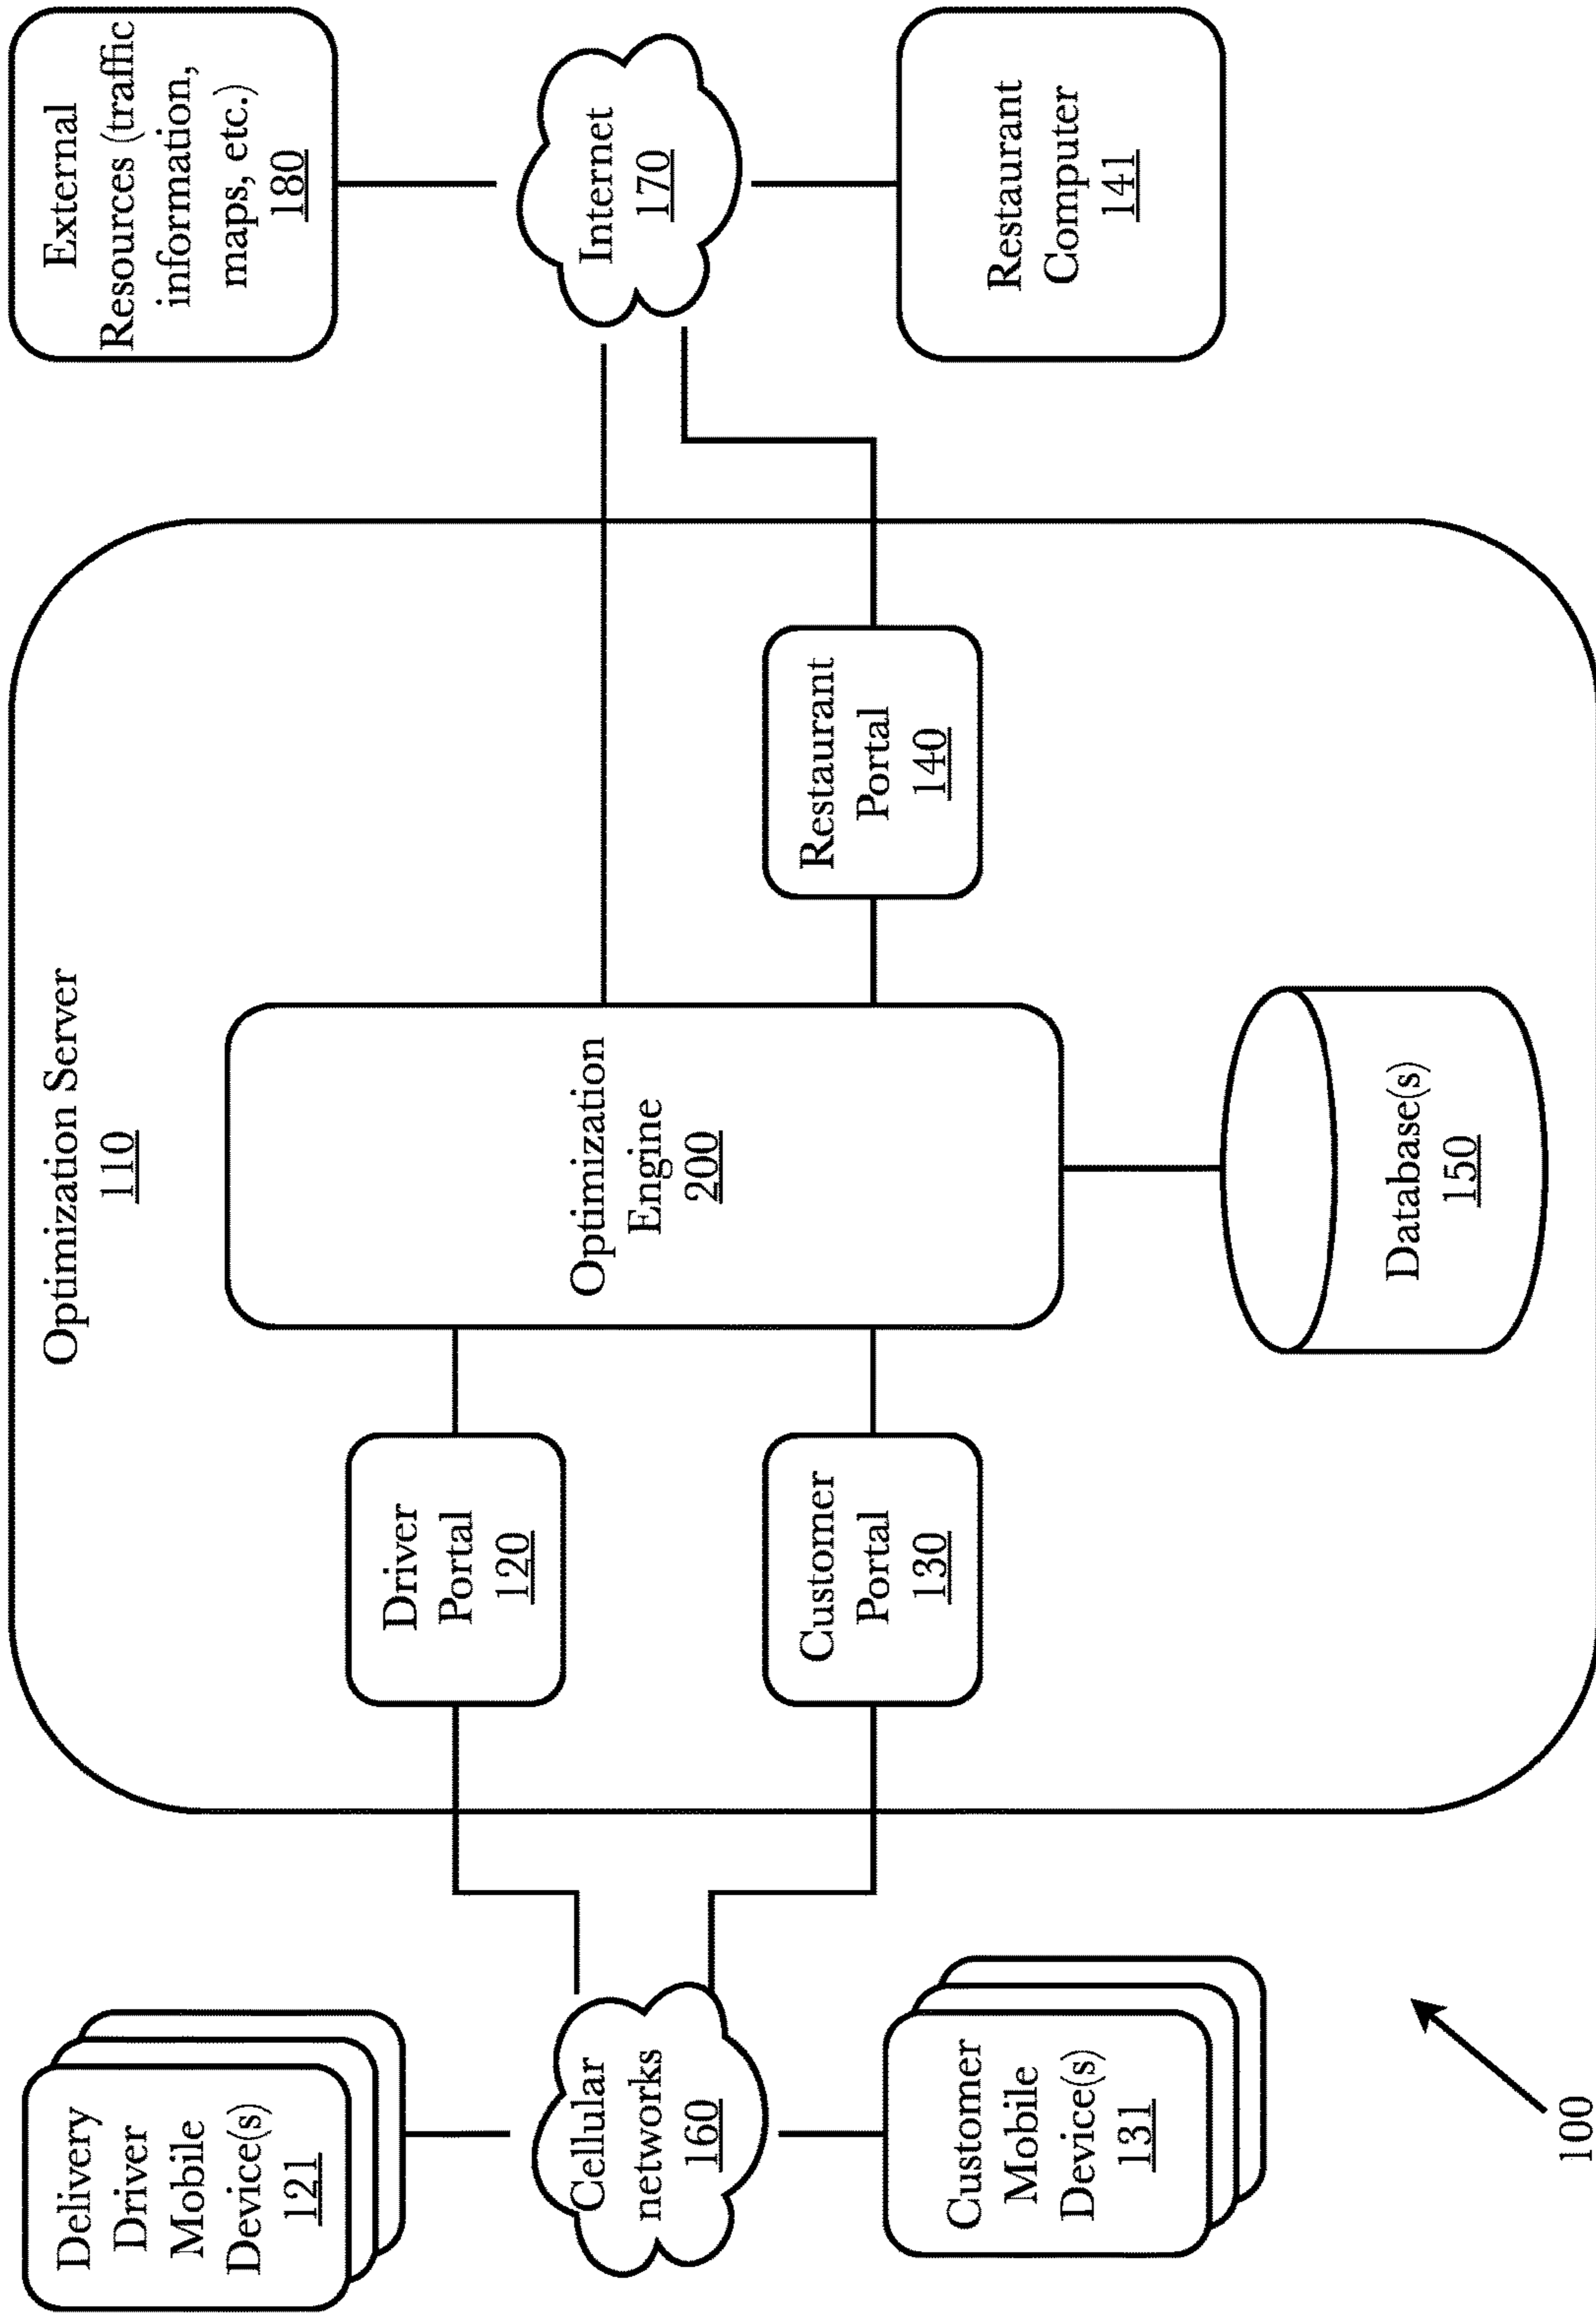 Delivery
Driver
Mobile
Device(s)
121
Cellular
networks
160
Customer
Mobile
Device(s)
131
100
Optimization Server
110
Driver
Portal
120
Customer
Portal
130
Optimization
Engine
200
Database(s)
150
Restaurant
Portal
140
External
Resources (traffic
information,
maps, etc.)
180
Internet
170
Restaurant
Computer
141